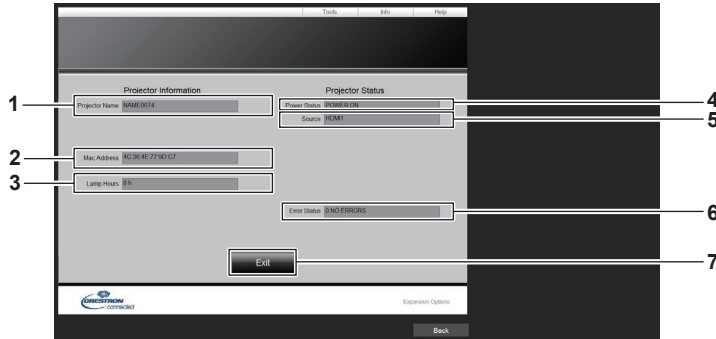 Tools Info Help
Projector Information Projector Status
1 Projector Name NAME0074 Power Status POWER ON 4
Source HDMI1 5
2 Mac Address 4C:36:4E:77:9D:C7
3 Lamp Hours 8 h
Error Status 0:NO ERRORS 6
Exit 7
CRESTRON connected Expansion Options
Back